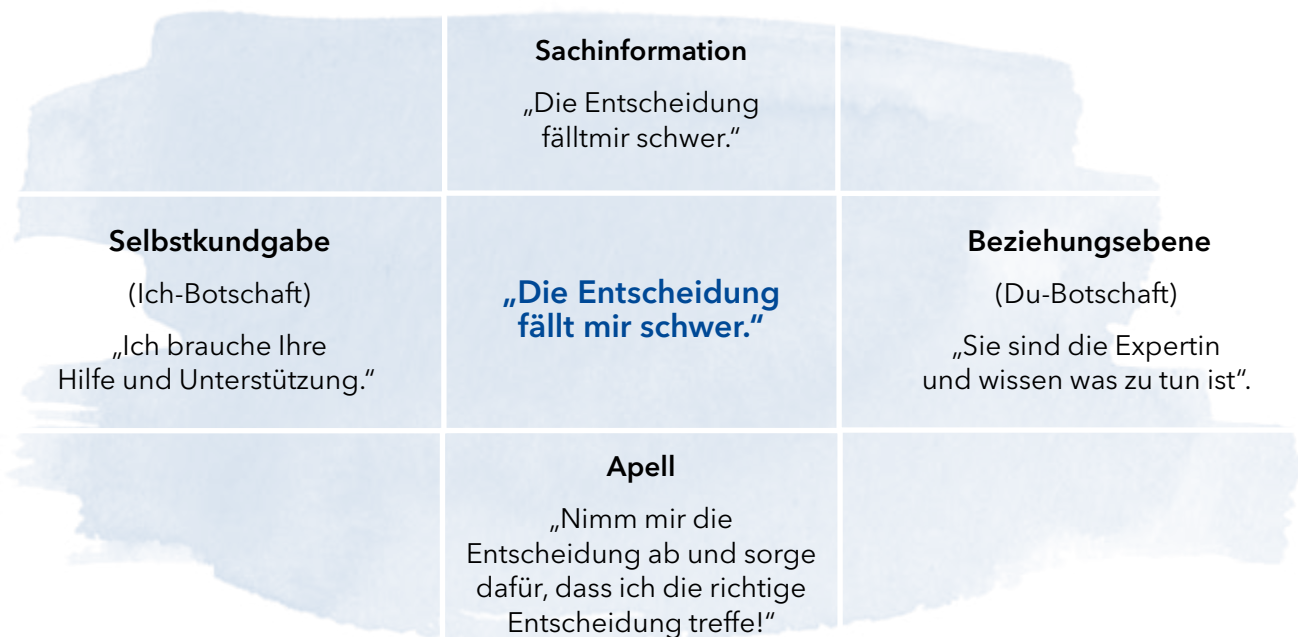 Sachinformation
„Die Entscheidung
fälltmir schwer.“
Selbstkundgabe
(Ich-Botschaft)
„Ich brauche Ihre
Hilfe und Unterstützung.“
„Die Entscheidung
fällt mir schwer.“
Beziehungsebene
(Du-Botschaft)
„Sie sind die Expertin
und wissen was zu tun ist“.
Apell
„Nimm mir die
Entscheidung ab und sorge
dafür, dass ich die richtige
Entscheidung treffe!“